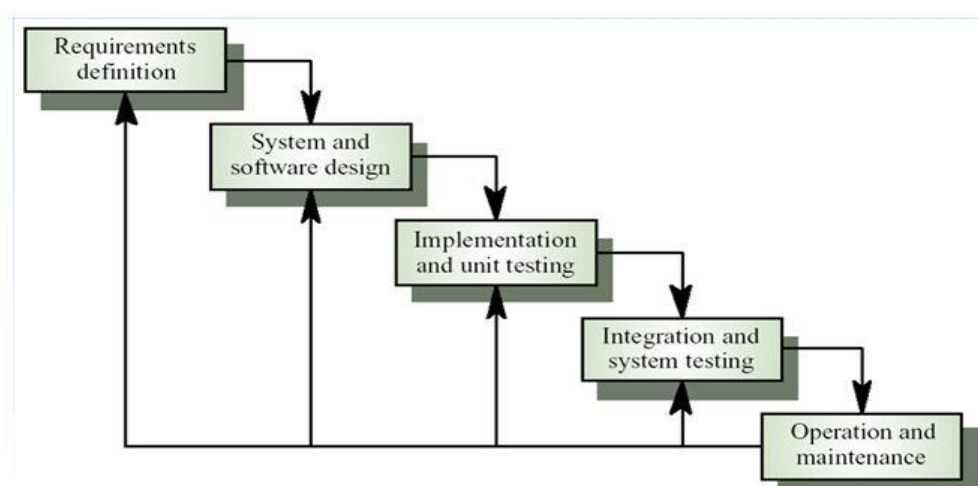 Requirements
definition
System and
software design
Implementation
and unit testing
Integration and
system testing
Operation and
maintenance